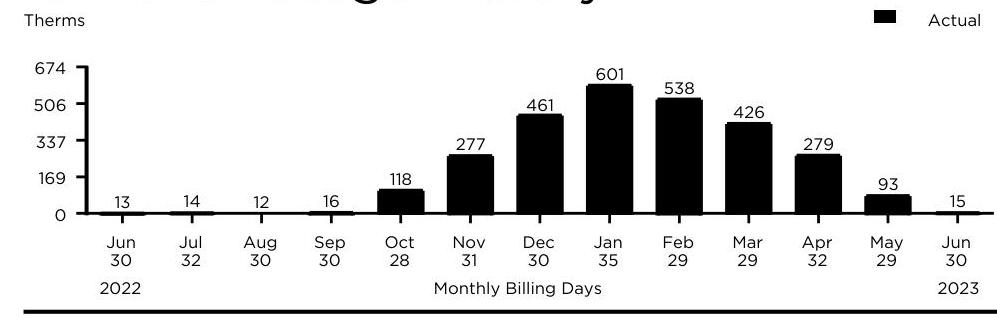 Therms
Actual
674
506
337
169
0
13 14 12 16 118 277 461 601 538 426 279 93 15
Jun Jul Aug Sep Oct Nov Dec Jan Feb Mar Apr May Jun
30 32 30 30 28 31 30 35 29 29 32 29 30
2022 Monthly Billing Days 2023